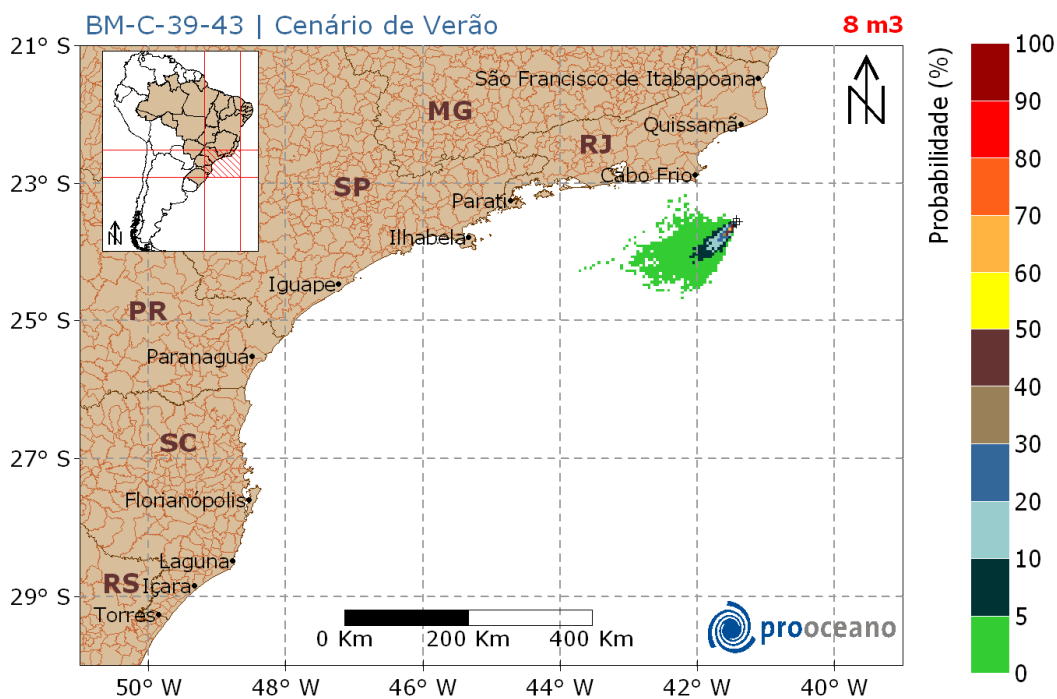 BM-C-39-43 | Cenário de Verão
8 m3
21° S
23° S
25° S
27° S
29° S
50° W
48° W
46° W
44° W
42° W
40° W
São Francisco de Itabapoana
MG
Quissamã
RJ
Cabo Frio
SP
Parati
Ilhabela
Iguape
PR
Paranaguá
SC
Florianópolis
Laguna
RS
Içara
Torres
N
N
0 Km
200 Km
400 Km
prooceano
Probabilidade (%)
100
90
80
70
60
50
40
30
20
10
5
0